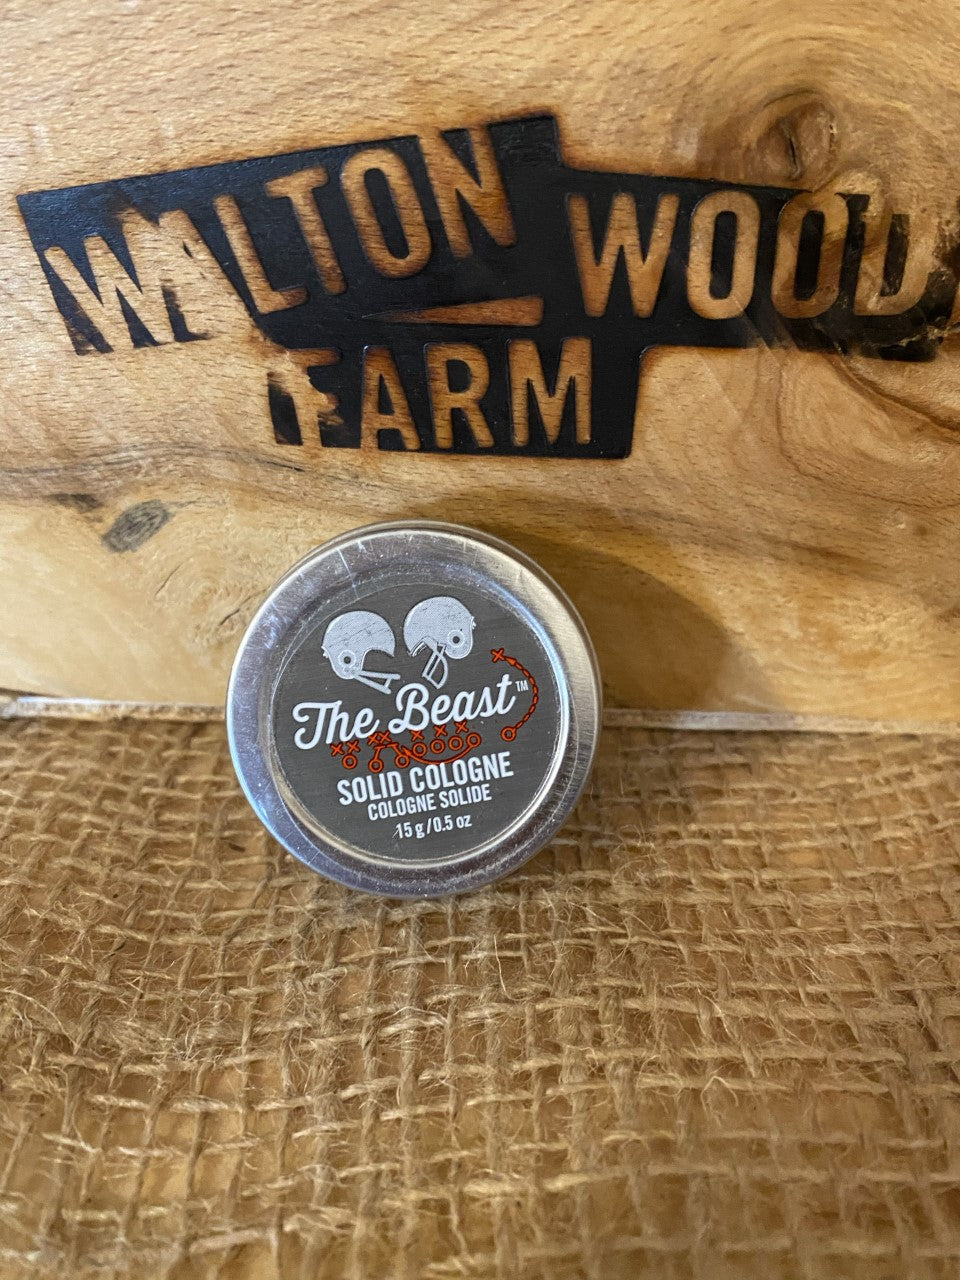 WALTON WOOD
FARM
The Beast™
SOLID COLOGNE
COLOGNE SOLIDE
15 g / 0.5 oz